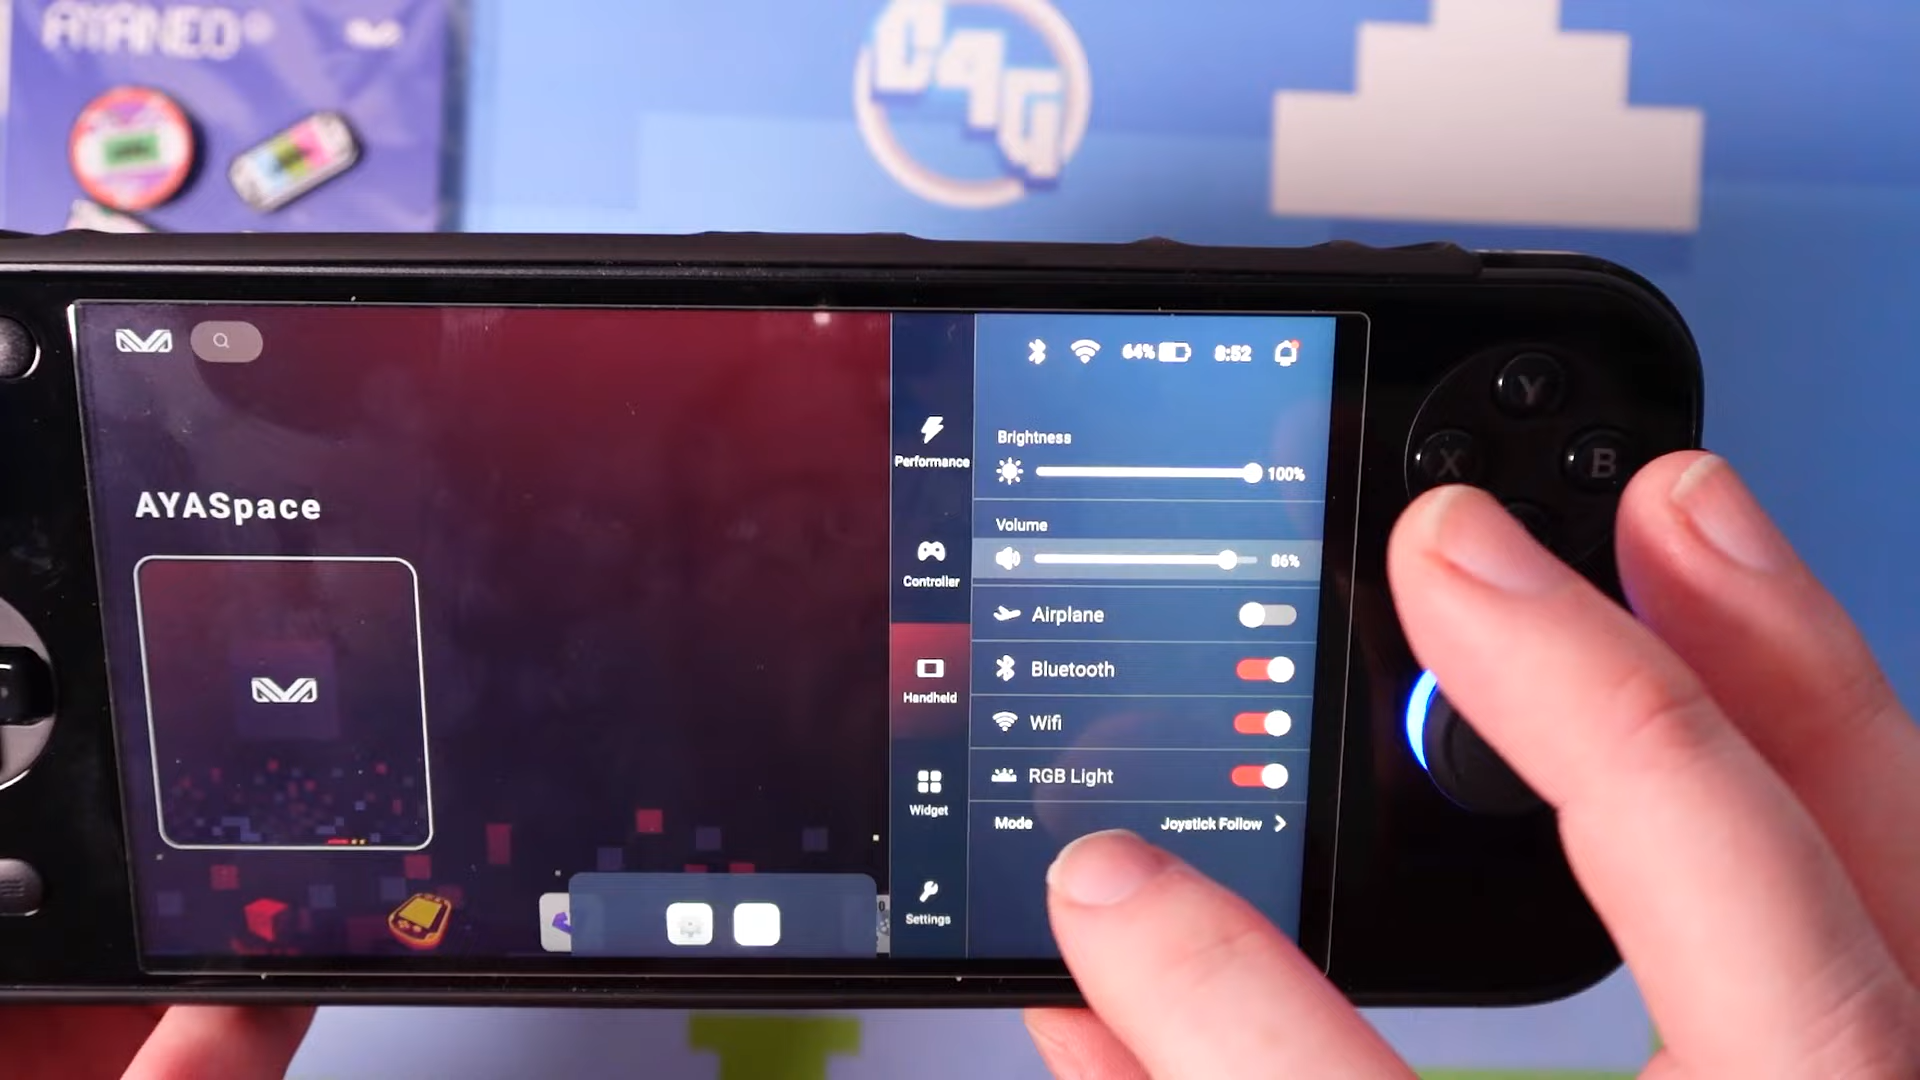 AYANEO
C4G
64% 8:52
AYASpace
Performance
Controller
Handheld
Widget
Settings
Brightness
100%
Volume
86%
Airplane
Bluetooth
Wifi
RGB Light
Mode Joystick Follow
Y
X
B